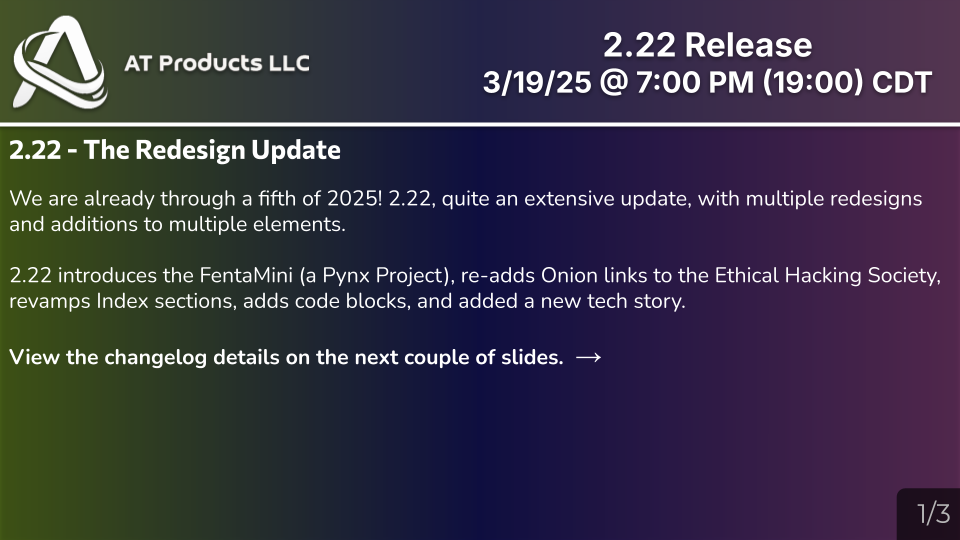 AT Products LLC
2.22 Release
3/19/25 @ 7:00 PM (19:00) CDT
2.22 - The Redesign Update
We are already through a fifth of 2025! 2.22, quite an extensive update, with multiple redesigns
and additions to multiple elements.
2.22 introduces the FentaMini (a Pynx Project), re-adds Onion links to the Ethical Hacking Society,
revamps Index sections, adds code blocks, and added a new tech story.
View the changelog details on the next couple of slides. →
1/3